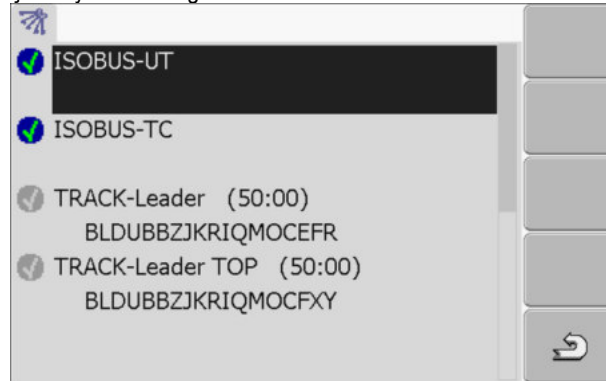 ISOBUS-UT
ISOBUS-TC
TRACK-Leader (50:00)
BLDUBBZJKRIQMOCEFR
TRACK-Leader TOP (50:00)
BLDUBBZJKRIQMOCFXY